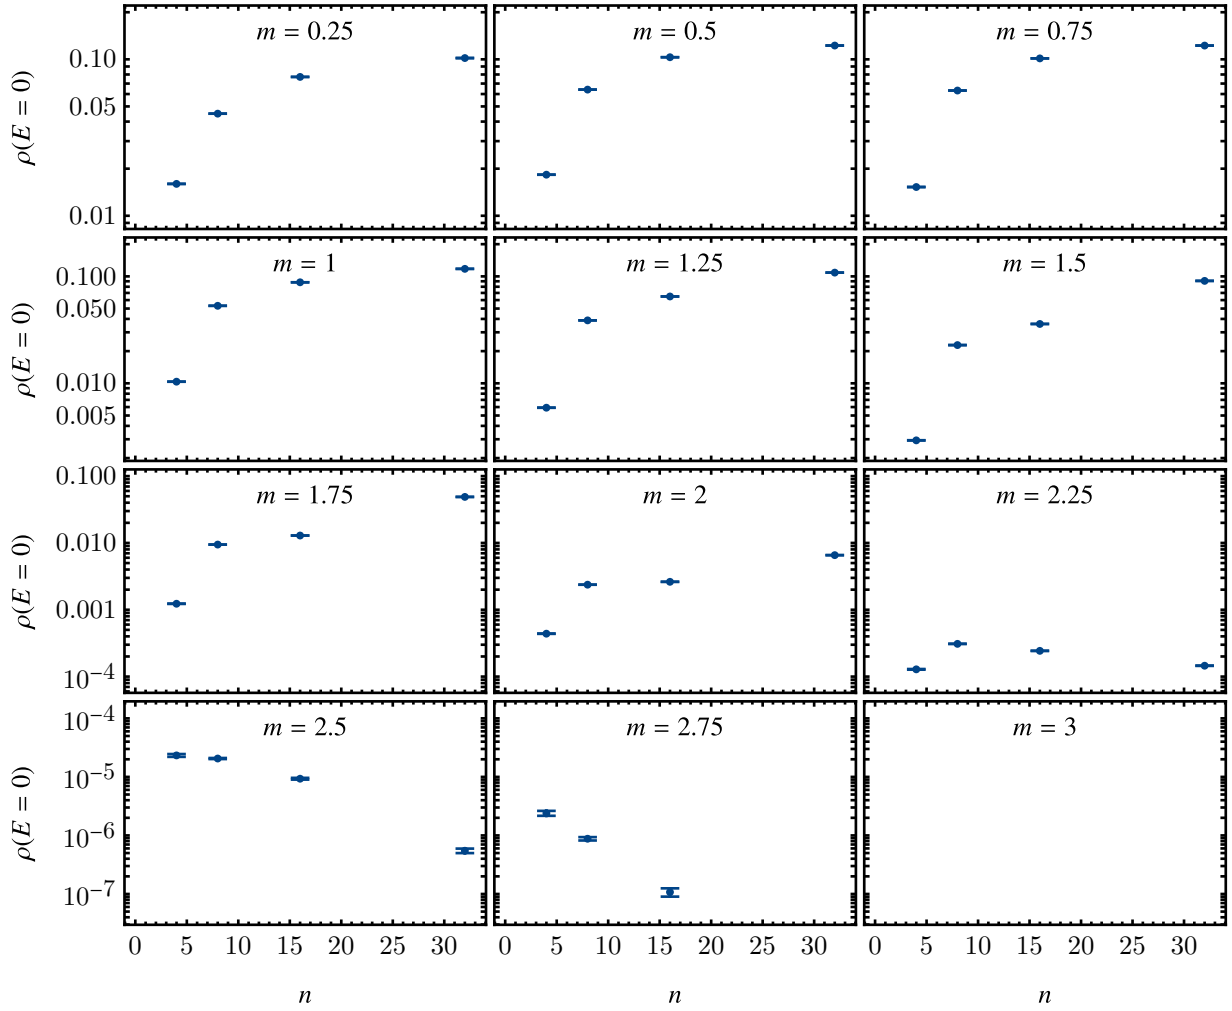 m = 0.25
m = 0.5
m = 0.75
0.10
0.05
0.01
ρ(E = 0)
m = 1
m = 1.25
m = 1.5
0.100
0.050
0.010
0.005
ρ(E = 0)
m = 1.75
m = 2
m = 2.25
0.100
0.010
0.001
10⁻⁴
ρ(E = 0)
m = 2.5
m = 2.75
m = 3
10⁻⁴
10⁻⁵
10⁻⁶
10⁻⁷
ρ(E = 0)
0 5 10 15 20 25 30 0 5 10 15 20 25 30 0 5 10 15 20 25 30
n n n